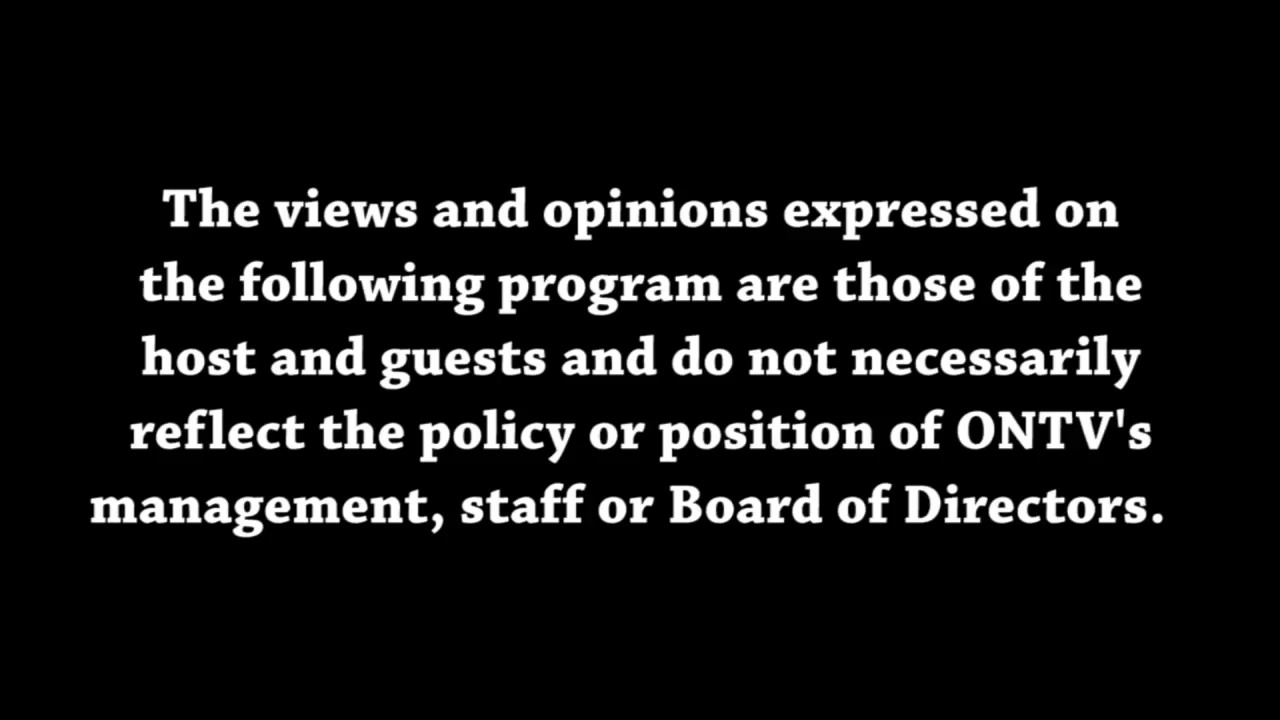 The views and opinions expressed on
the following program are those of the
host and guests and do not necessarily
reflect the policy or position of ONTV's
management, staff or Board of Directors.